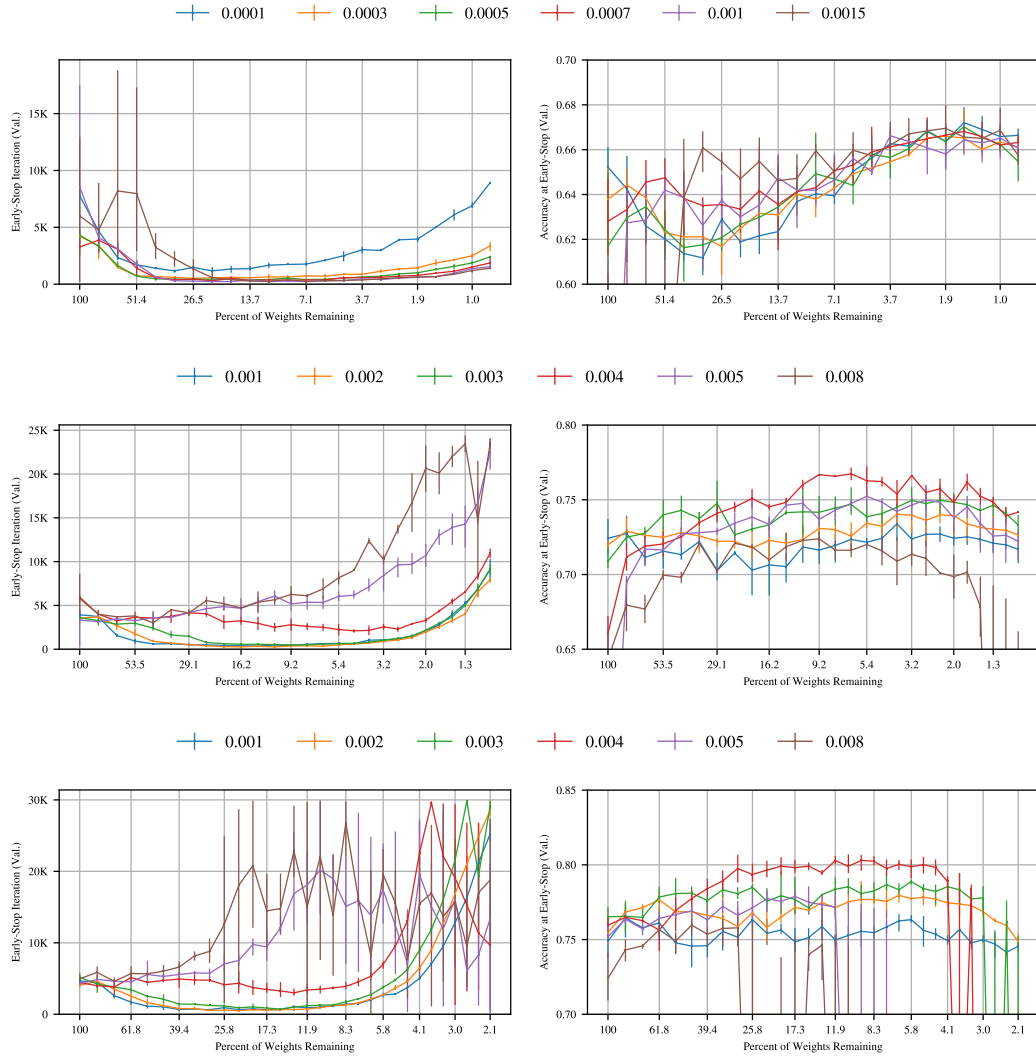 0.0001 0.0003 0.0005 0.0007 0.001 0.0015
Early-Stop Iteration (Val.)
15K
10K
5K
0
100 51.4 26.5 13.7 7.1 3.7 1.9 1.0
Percent of Weights Remaining
Accuracy at Early-Stop (Val.)
0.70
0.68
0.66
0.64
0.62
0.60
100 51.4 26.5 13.7 7.1 3.7 1.9 1.0
Percent of Weights Remaining
0.001 0.002 0.003 0.004 0.005 0.008
Early-Stop Iteration (Val.)
25K
20K
15K
10K
5K
0
100 53.5 29.1 16.2 9.2 5.4 3.2 2.0 1.3
Percent of Weights Remaining
Accuracy at Early-Stop (Val.)
0.80
0.75
0.70
0.65
100 53.5 29.1 16.2 9.2 5.4 3.2 2.0 1.3
Percent of Weights Remaining
0.001 0.002 0.003 0.004 0.005 0.008
Early-Stop Iteration (Val.)
30K
20K
10K
0
100 61.8 39.4 25.8 17.3 11.9 8.3 5.8 4.1 3.0 2.1
Percent of Weights Remaining
Accuracy at Early-Stop (Val.)
0.85
0.80
0.75
0.70
100 61.8 39.4 25.8 17.3 11.9 8.3 5.8 4.1 3.0 2.1
Percent of Weights Remaining